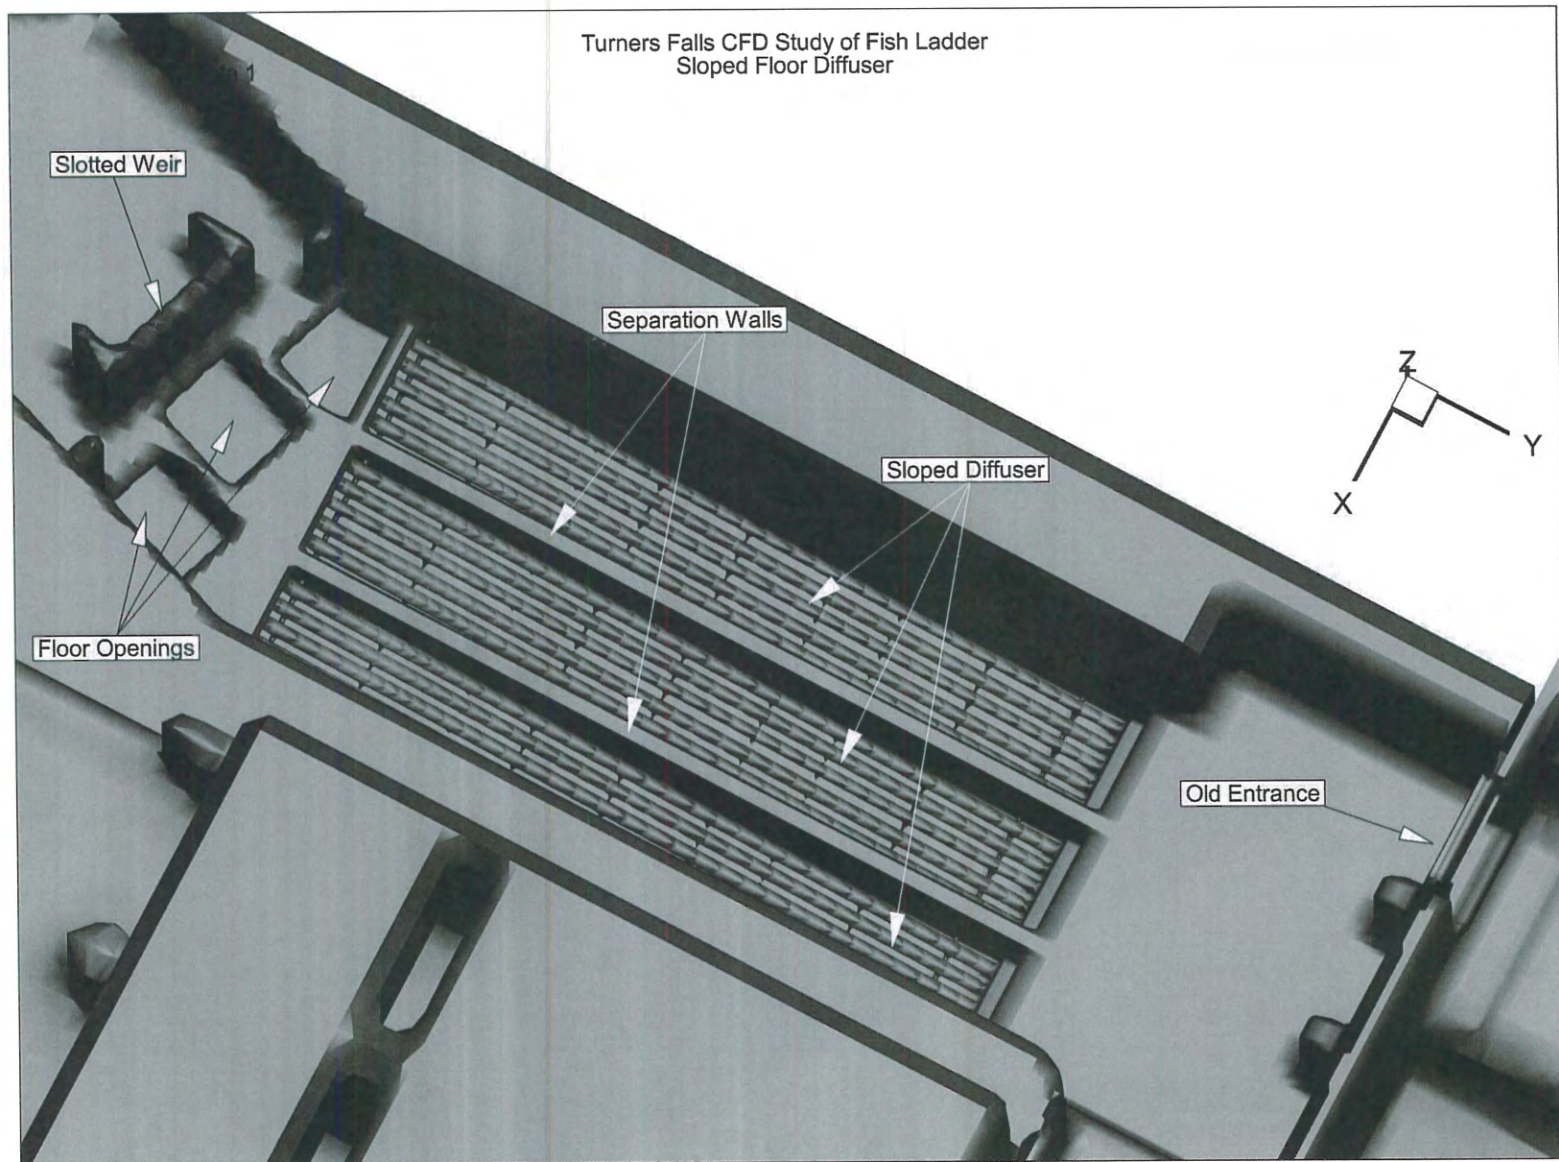 Turners Falls CFD Study of Fish Ladder
Sloped Floor Diffuser
1
Slotted Weir
Separation Walls
Z
Y
X
Sloped Diffuser
Floor Openings
Old Entrance